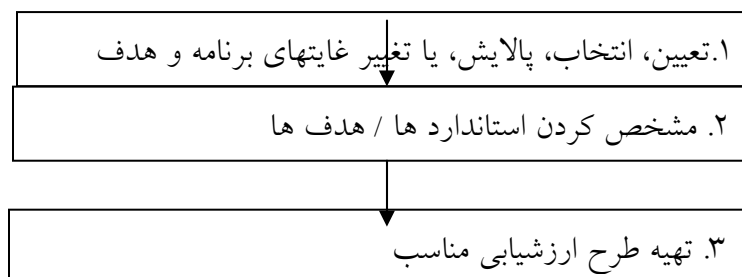 ۱.تعیین، انتخاب، پالایش، یا تغییر غایتهای برنامه و هدف
۲. مشخص کردن استاندارد ها / هدف ها
۳. تهیه طرح ارزشیابی مناسب